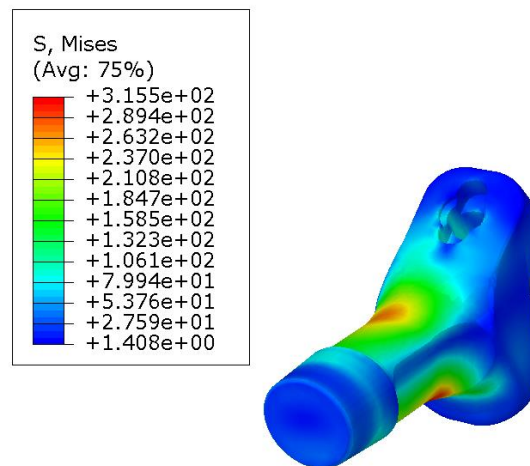 S, Mises
(Avg: 75%)
+3.155e+02
+2.894e+02
+2.632e+02
+2.370e+02
+2.108e+02
+1.847e+02
+1.585e+02
+1.323e+02
+1.061e+02
+7.994e+01
+5.376e+01
+2.759e+01
+1.408e+00